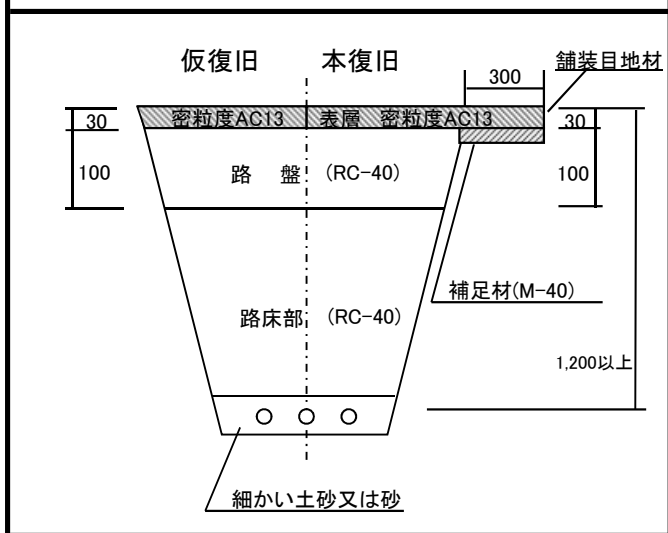 仮復旧 本復旧
舗装目地材
300
30 密粒度AC13 表層 密粒度AC13 30
100 路 盤 (RC-40) 100
補足材(M-40)
路床部 (RC-40)
1,200以上
細かい土砂又は砂